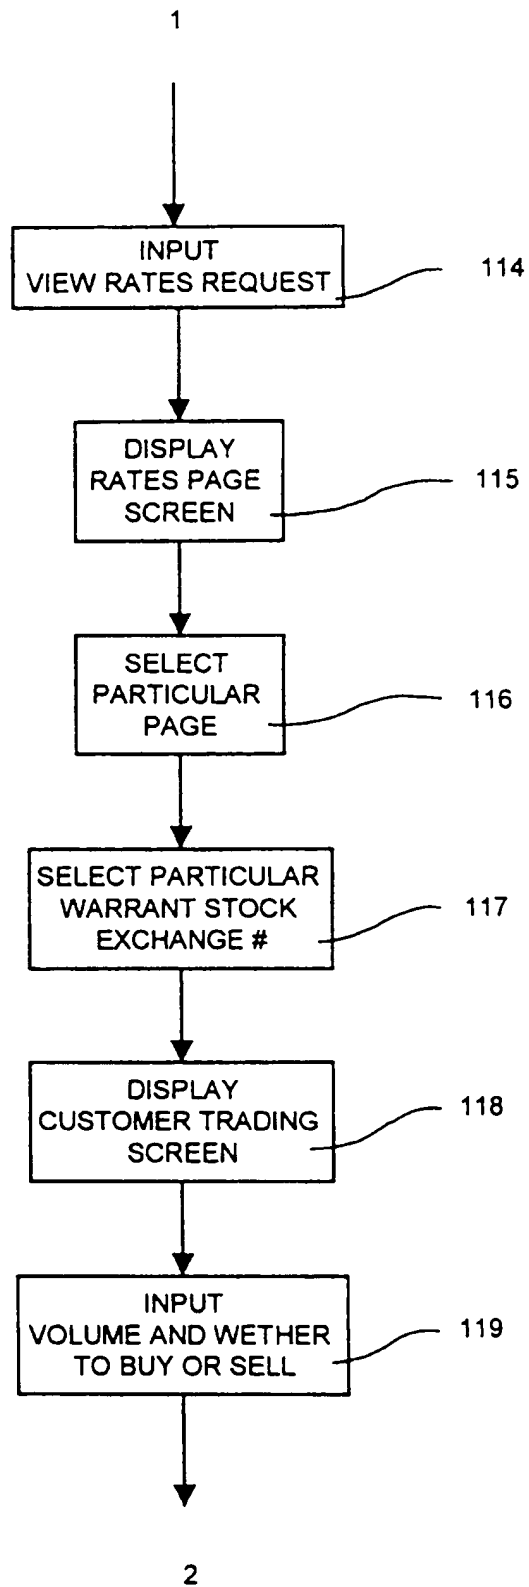 1
INPUT
VIEW RATES REQUEST
114
DISPLAY
RATES PAGE
SCREEN
115
SELECT
PARTICULAR
PAGE
116
SELECT PARTICULAR
WARRANT STOCK
EXCHANGE #
117
DISPLAY
CUSTOMER TRADING
SCREEN
118
INPUT
VOLUME AND WETHER
TO BUY OR SELL
119
2